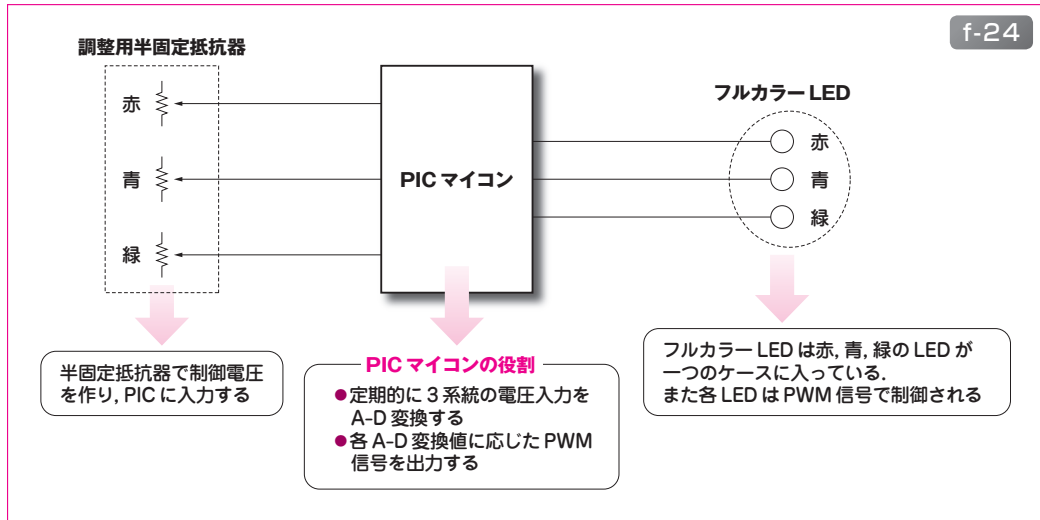 f-24
調整用半固定抵抗器
赤
青
緑
PIC マイコン
フルカラー LED
赤
青
緑
半固定抵抗器で制御電圧
を作り, PIC に入力する
PIC マイコンの役割
●定期的に 3 系統の電圧入力を
A-D 変換する
●各 A-D 変換値に応じた PWM
信号を出力する
フルカラー LED は赤, 青, 緑の LED が
一つのケースに入っている.
また各 LED は PWM 信号で制御される